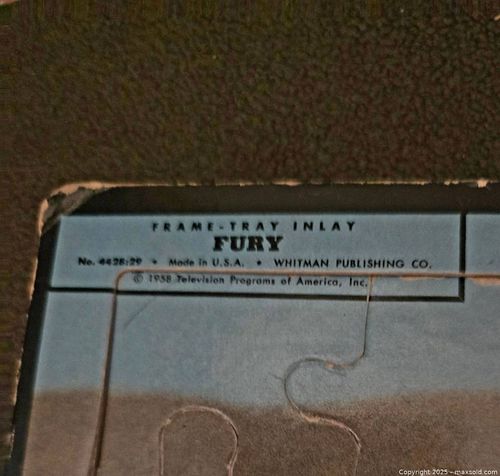 FRAME-TRAY INLAY
FURY
No. 4428:29 • Made in U.S.A. • WHITMAN PUBLISHING CO.
© 1958 Television Programs of America, Inc.
Copyright 2025 - maxsold.com